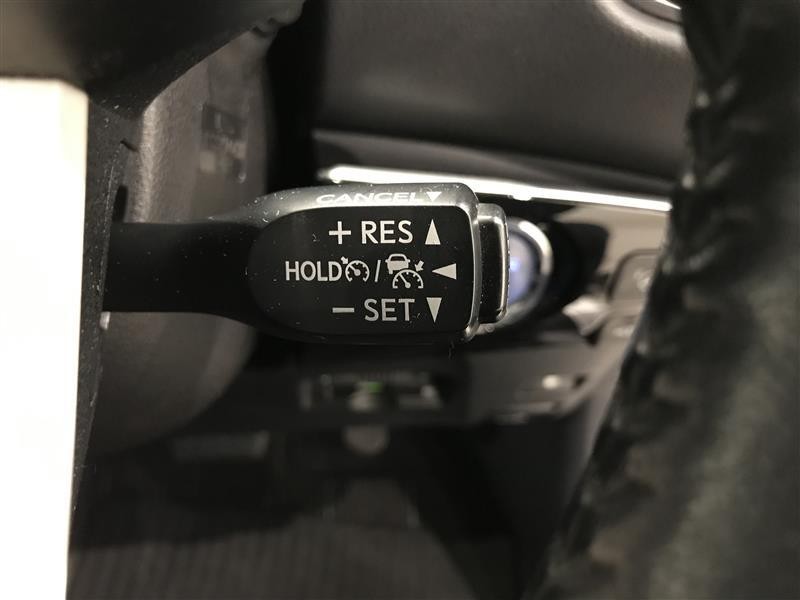 CANCEL▼
+ RES ▲
HOLD / ◀
− SET ▼